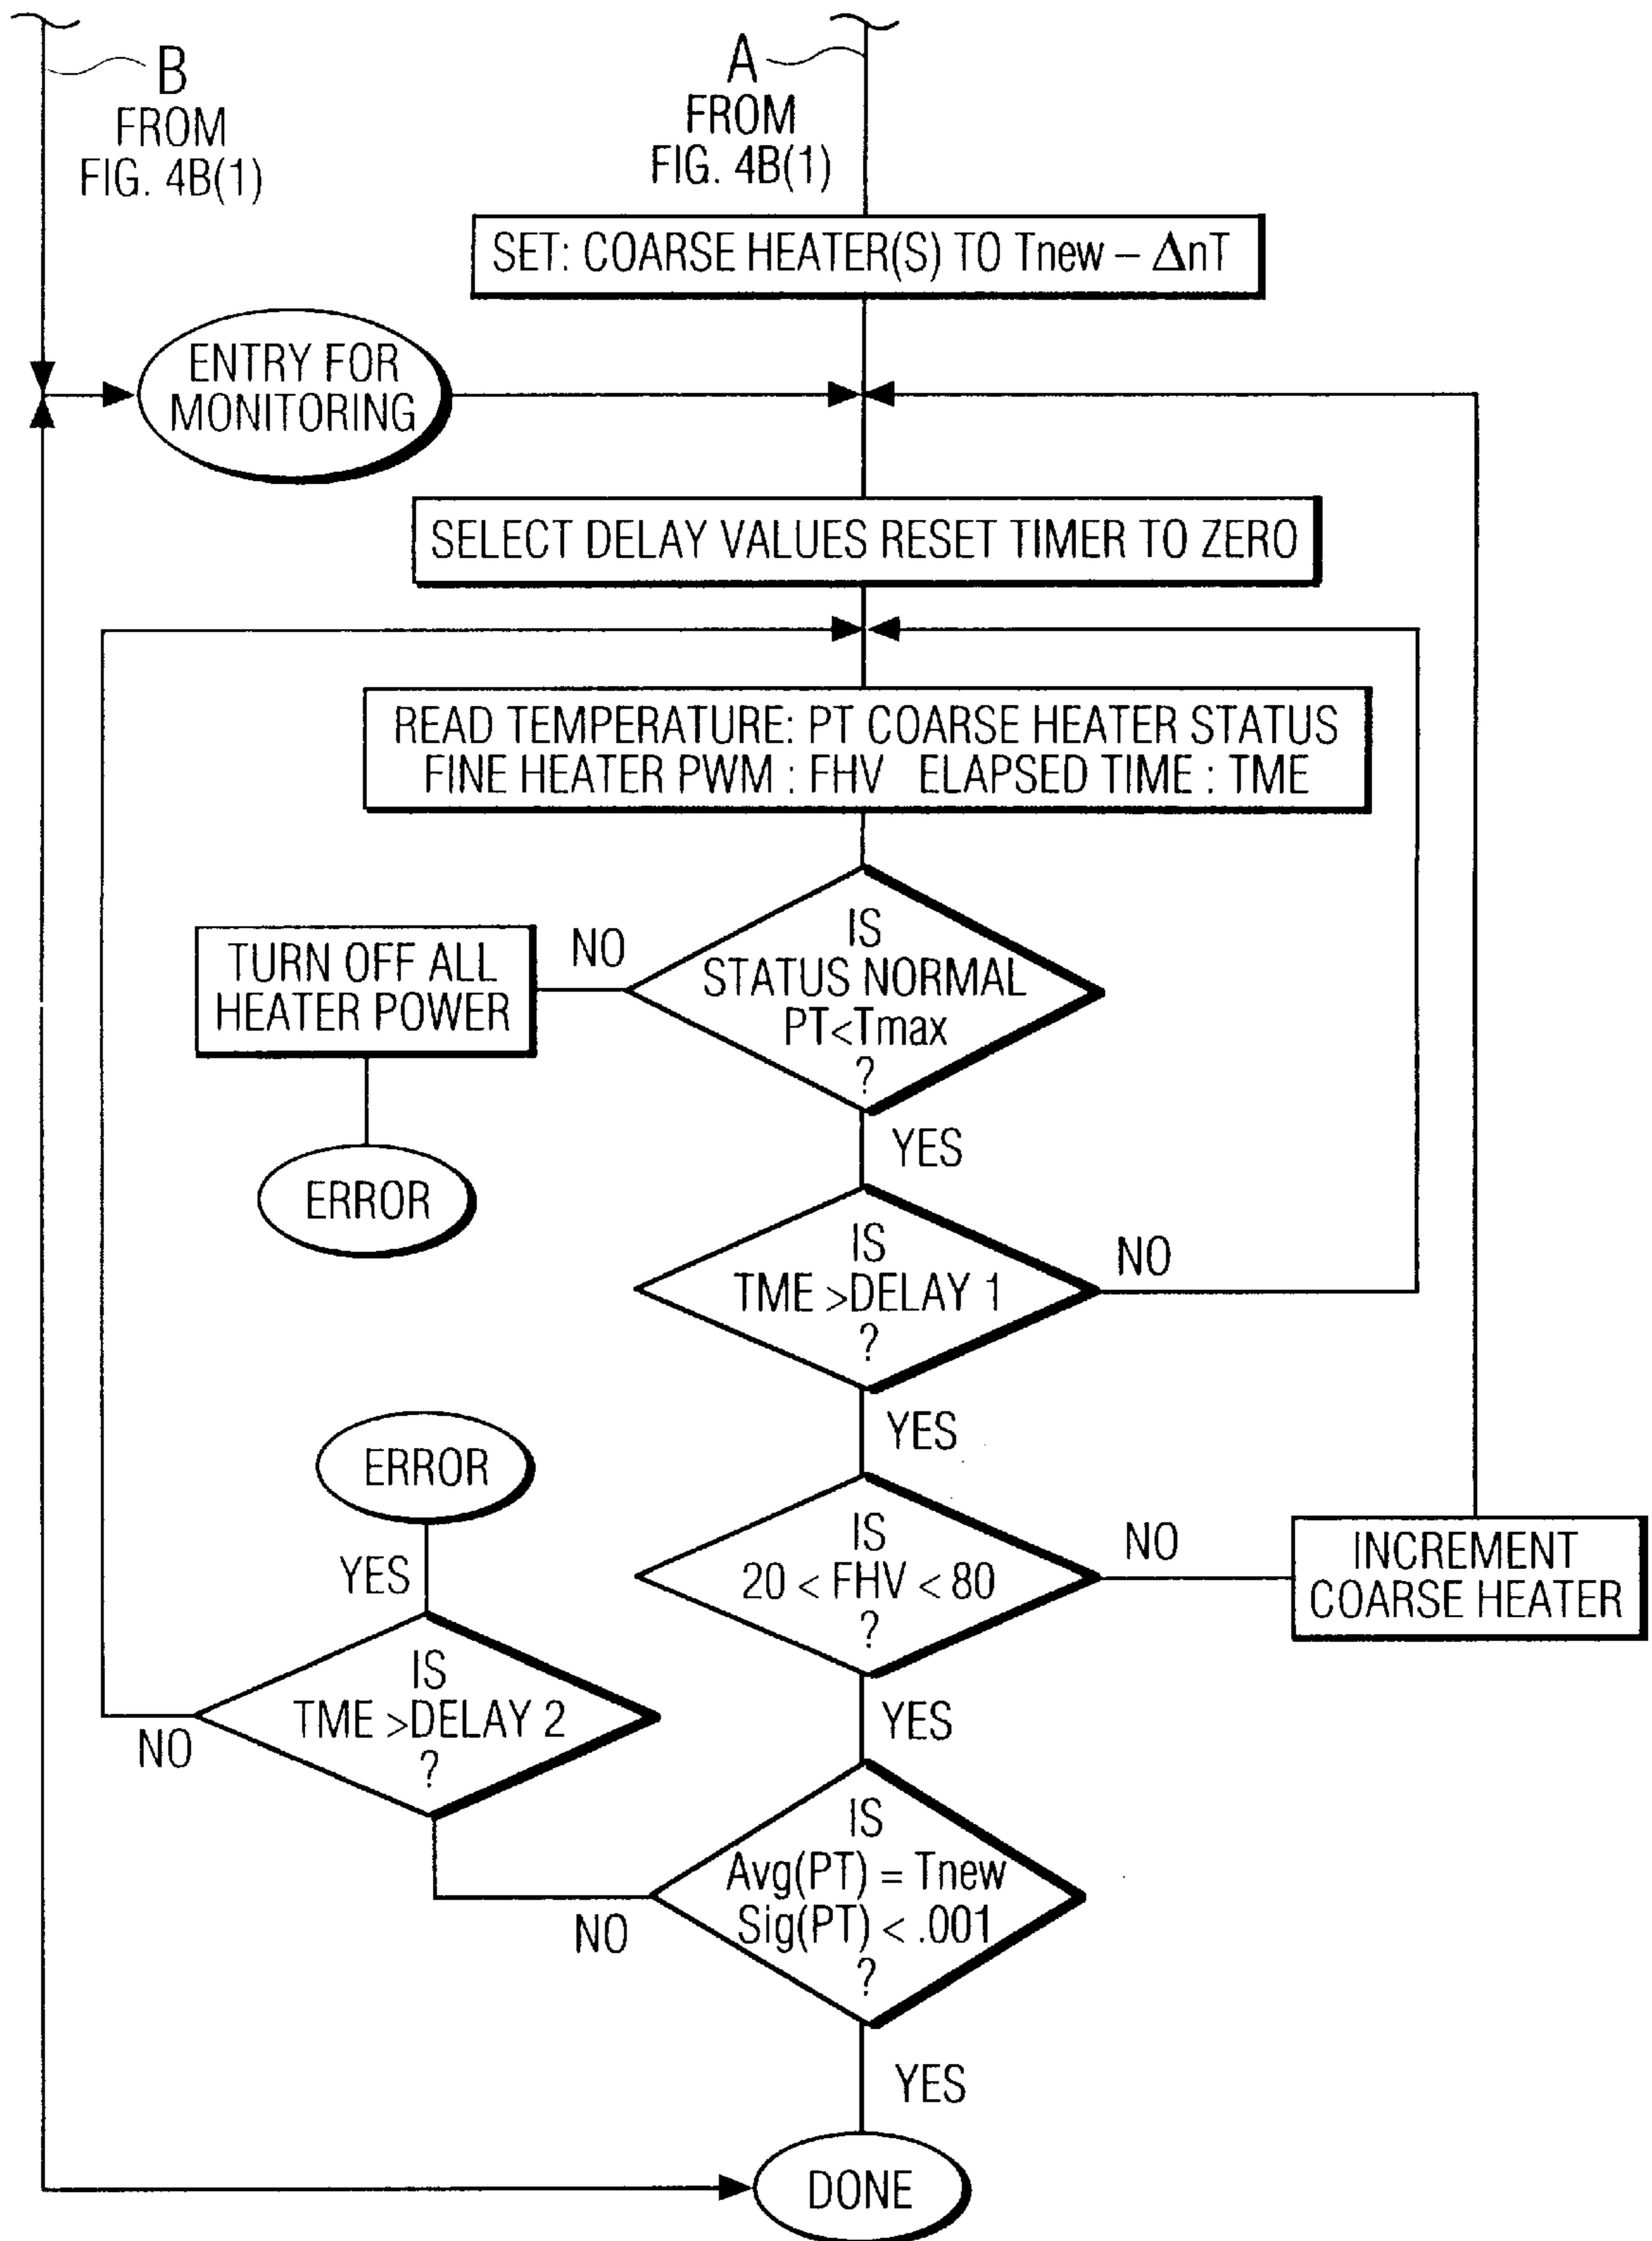 B
FROM
FIG. 4B(1)
A
FROM
FIG. 4B(1)
SET: COARSE HEATER(S) TO Tnew – ΔnT
ENTRY FOR
MONITORING
SELECT DELAY VALUES RESET TIMER TO ZERO
READ TEMPERATURE: PT COARSE HEATER STATUS
FINE HEATER PWM : FHV ELAPSED TIME : TME
IS
STATUS NORMAL
PT<Tmax
?
NO
TURN OFF ALL
HEATER POWER
ERROR
YES
IS
TME >DELAY 1
?
NO
YES
IS
20 < FHV < 80
?
NO
INCREMENT
COARSE HEATER
YES
ERROR
YES
IS
TME >DELAY 2
?
NO
IS
Avg(PT) = Tnew
Sig(PT) < .001
?
NO
YES
DONE